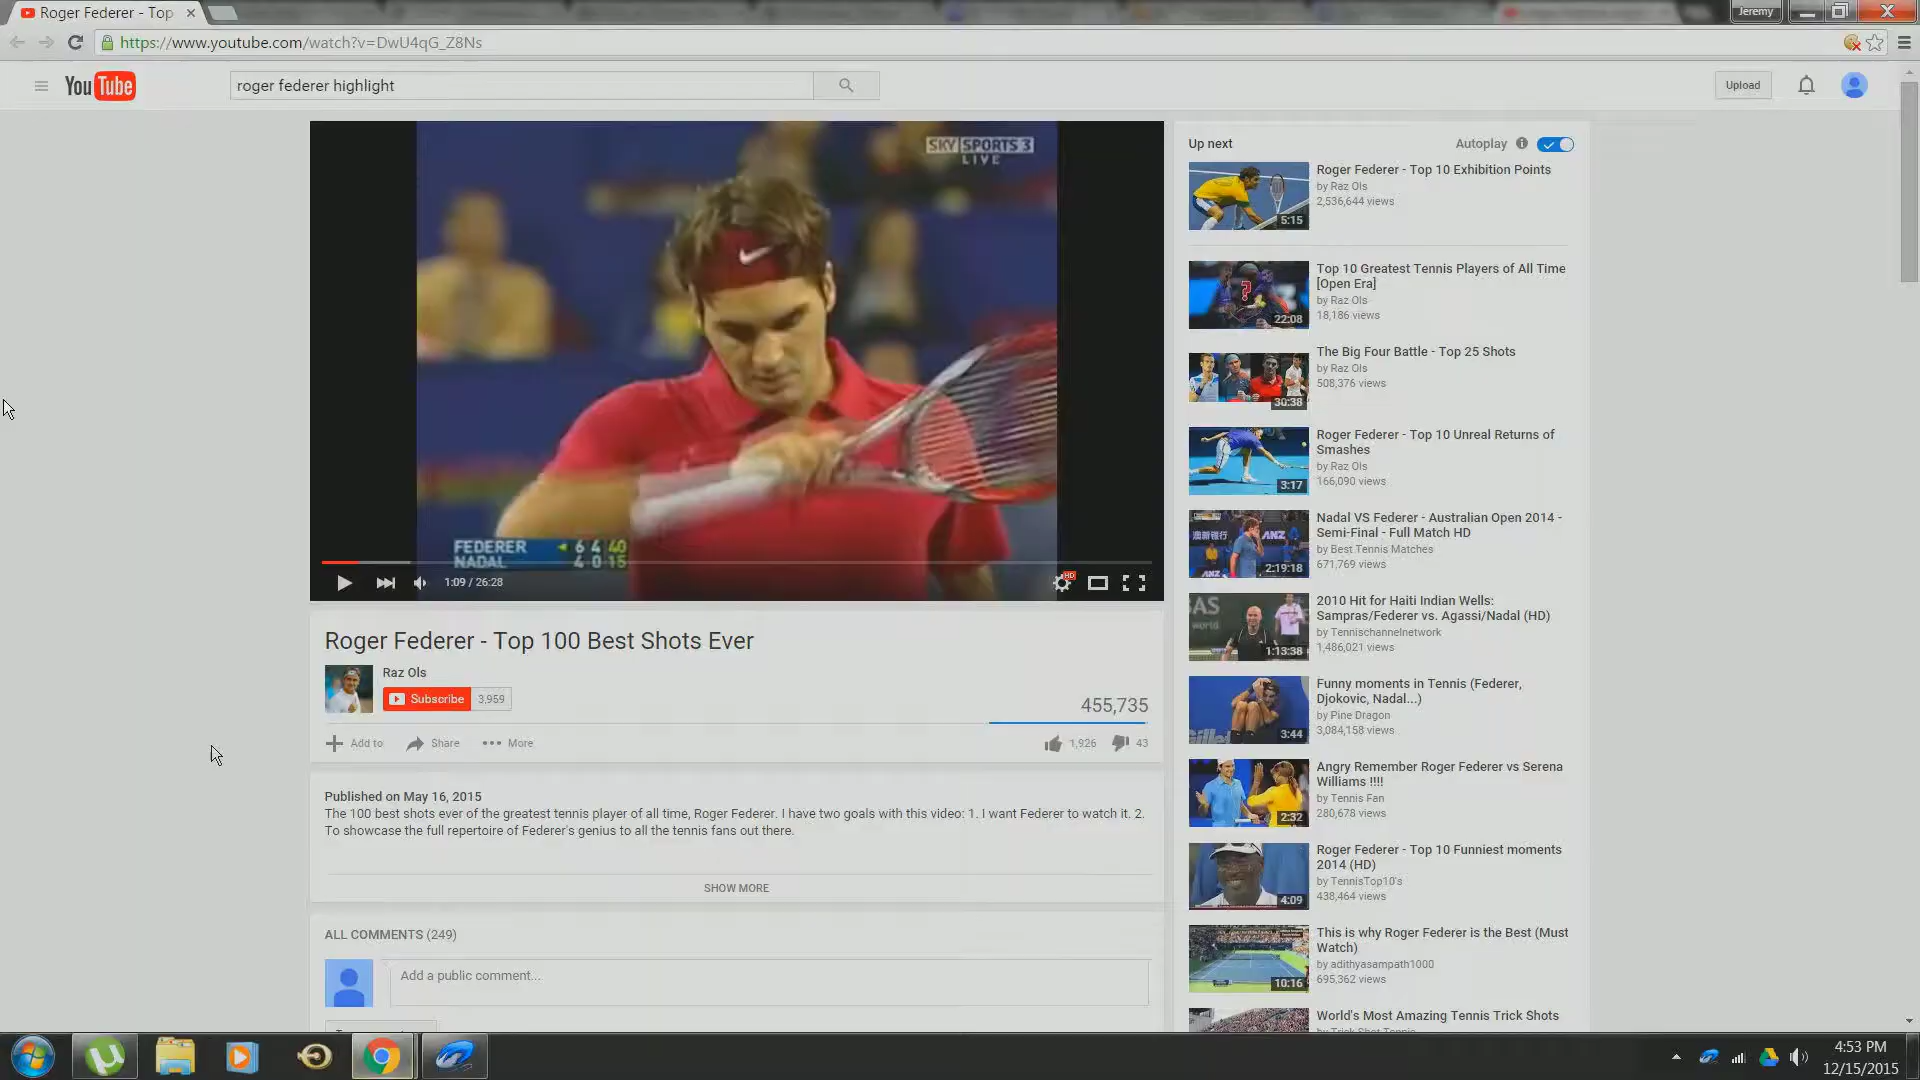 Roger Federer - Top
Jeremy
https://www.youtube.com/watch?v=DwU4qG_Z8Ns
YouTube
roger federer highlight
Upload
SKY SPORTS 3
LIVE
FEDERER 6 4 40
NADAL 4 0 15
1:09 / 26:28
HD
Roger Federer - Top 100 Best Shots Ever
Raz Ols
Subscribe 3,959
455,735
Add to Share More
1,926 43
Published on May 16, 2015
The 100 best shots ever of the greatest tennis player of all time, Roger Federer. I have two goals with this video: 1. I want Federer to watch it. 2.
To showcase the full repertoire of Federer's genius to all the tennis fans out there.
SHOW MORE
ALL COMMENTS (249)
Add a public comment...
Up next
Autoplay
Roger Federer - Top 10 Exhibition Points
by Raz Ols
2,536,644 views
5:15
Top 10 Greatest Tennis Players of All Time
[Open Era]
by Raz Ols
18,186 views
22:08
The Big Four Battle - Top 25 Shots
by Raz Ols
508,376 views
30:38
Roger Federer - Top 10 Unreal Returns of
Smashes
by Raz Ols
166,090 views
3:17
Nadal VS Federer - Australian Open 2014 -
Semi-Final - Full Match HD
by Best Tennis Matches
671,769 views
ANZ
ANZ
2:19:18
2010 Hit for Haiti Indian Wells:
Sampras/Federer vs. Agassi/Nadal (HD)
by Tennischannelnetwork
1,486,021 views
1:13:38
Funny moments in Tennis (Federer,
Djokovic, Nadal...)
by Pine Dragon
3,084,158 views
3:44
Angry Remember Roger Federer vs Serena
Williams !!!!
by Tennis Fan
280,678 views
2:32
Roger Federer - Top 10 Funniest moments
2014 (HD)
by TennisTop10's
438,464 views
4:09
This is why Roger Federer is the Best (Must
Watch)
by adithyasampath1000
695,362 views
10:16
World's Most Amazing Tennis Trick Shots
by Trick Shot Tennis
4:53 PM
12/15/2015